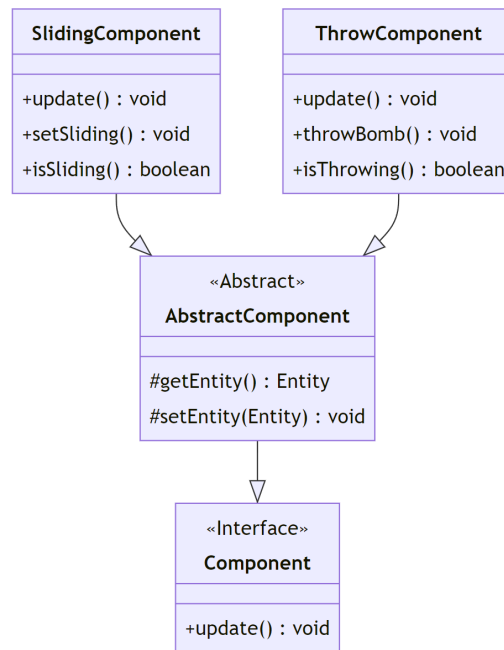 SlidingComponent
+update() : void
+setSliding() : void
+isSliding() : boolean
ThrowComponent
+update() : void
+throwBomb() : void
+isThrowing() : boolean
«Abstract»
AbstractComponent
#getEntity() : Entity
#setEntity(Entity) : void
«Interface»
Component
+update() : void